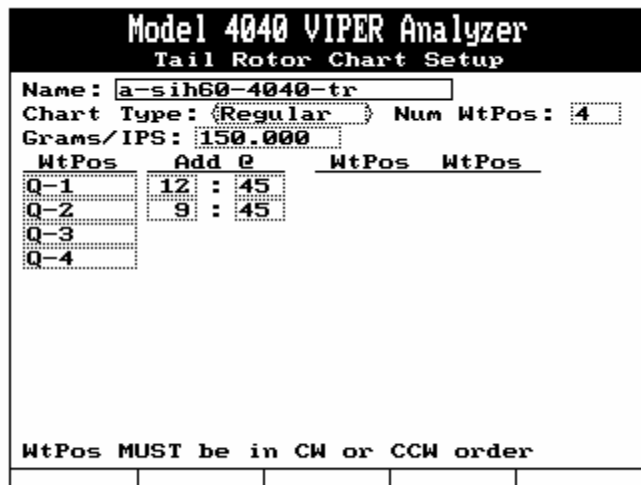 Model 4040 VIPER Analyzer
Tail Rotor Chart Setup
Name: a-sih60-4040-tr
Chart Type: Regular Num WtPos: 4
Grams/IPS: 150.000
WtPos Add @ WtPos WtPos
Q-1 12 : 45
Q-2 9 : 45
Q-3
Q-4
WtPos MUST be in CW or CCW order